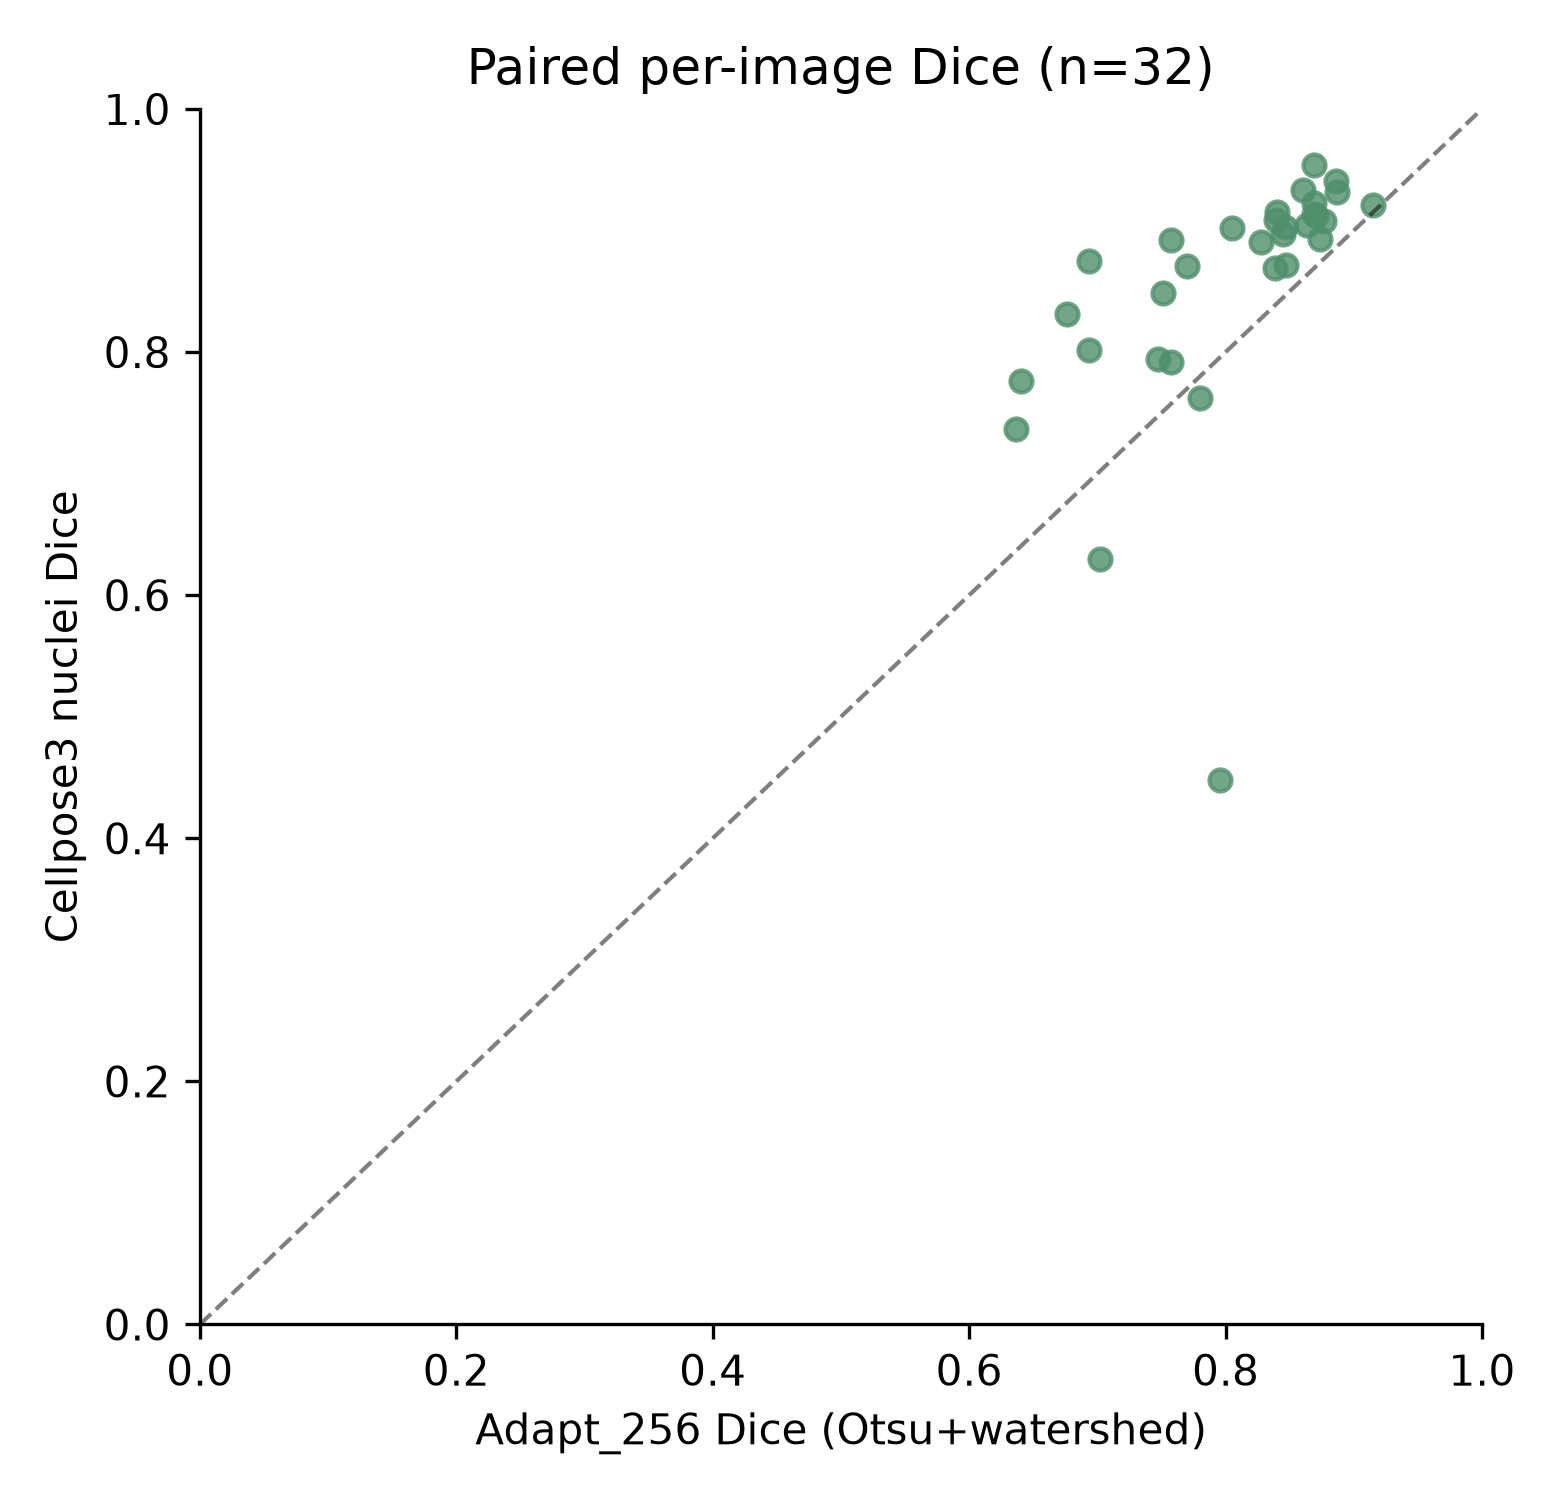 Paired per-image Dice (n=32)
1.0
0.8
0.6
0.4
0.2
0.0
Cellpose3 nuclei Dice
0.0 0.2 0.4 0.6 0.8 1.0
Adapt_256 Dice (Otsu+watershed)